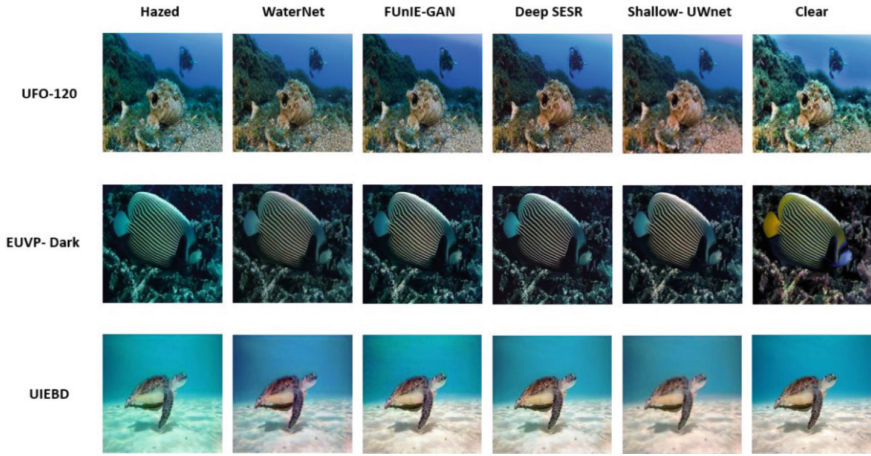 Hazed WaterNet FUnIE-GAN Deep SESR Shallow- UWnet Clear
UFO-120
EUVP- Dark
UIEBD